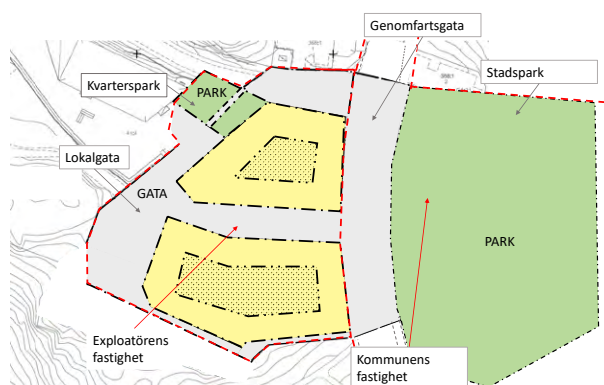 Genomfartsgata
Stadspark
Kvarterspark
PARK
Lokalgata
GATA
PARK
Exploatörens
fastighet
Kommunens
fastighet